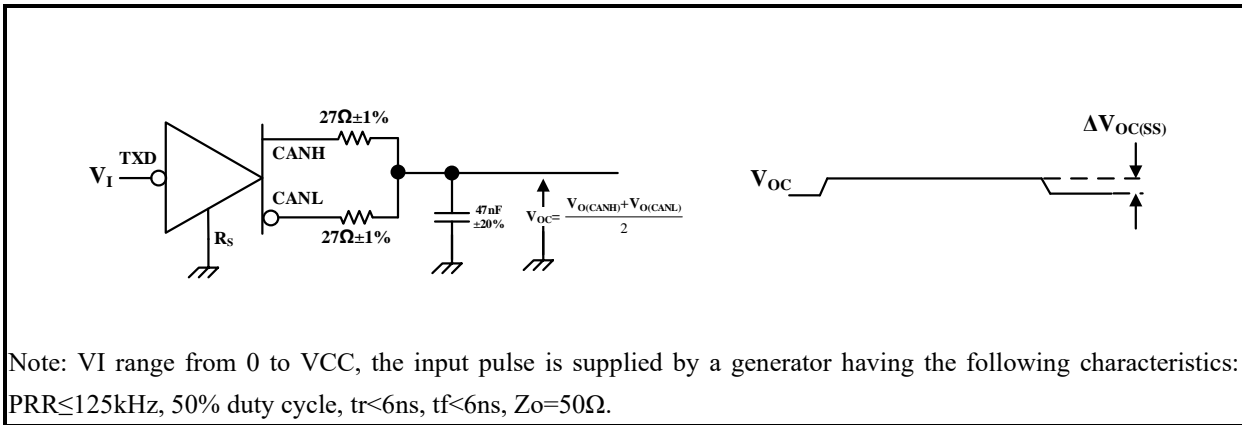 27Ω±1%
TXD
V_I
CANH
CANL
R_S
27Ω±1%
47nF
±20%
V_OC= V_O(CANH)+V_O(CANL)
2
ΔV_OC(SS)
V_OC
Note: VI range from 0 to VCC, the input pulse is supplied by a generator having the following characteristics:
PRR≤125kHz, 50% duty cycle, tr<6ns, tf<6ns, Zo=50Ω.